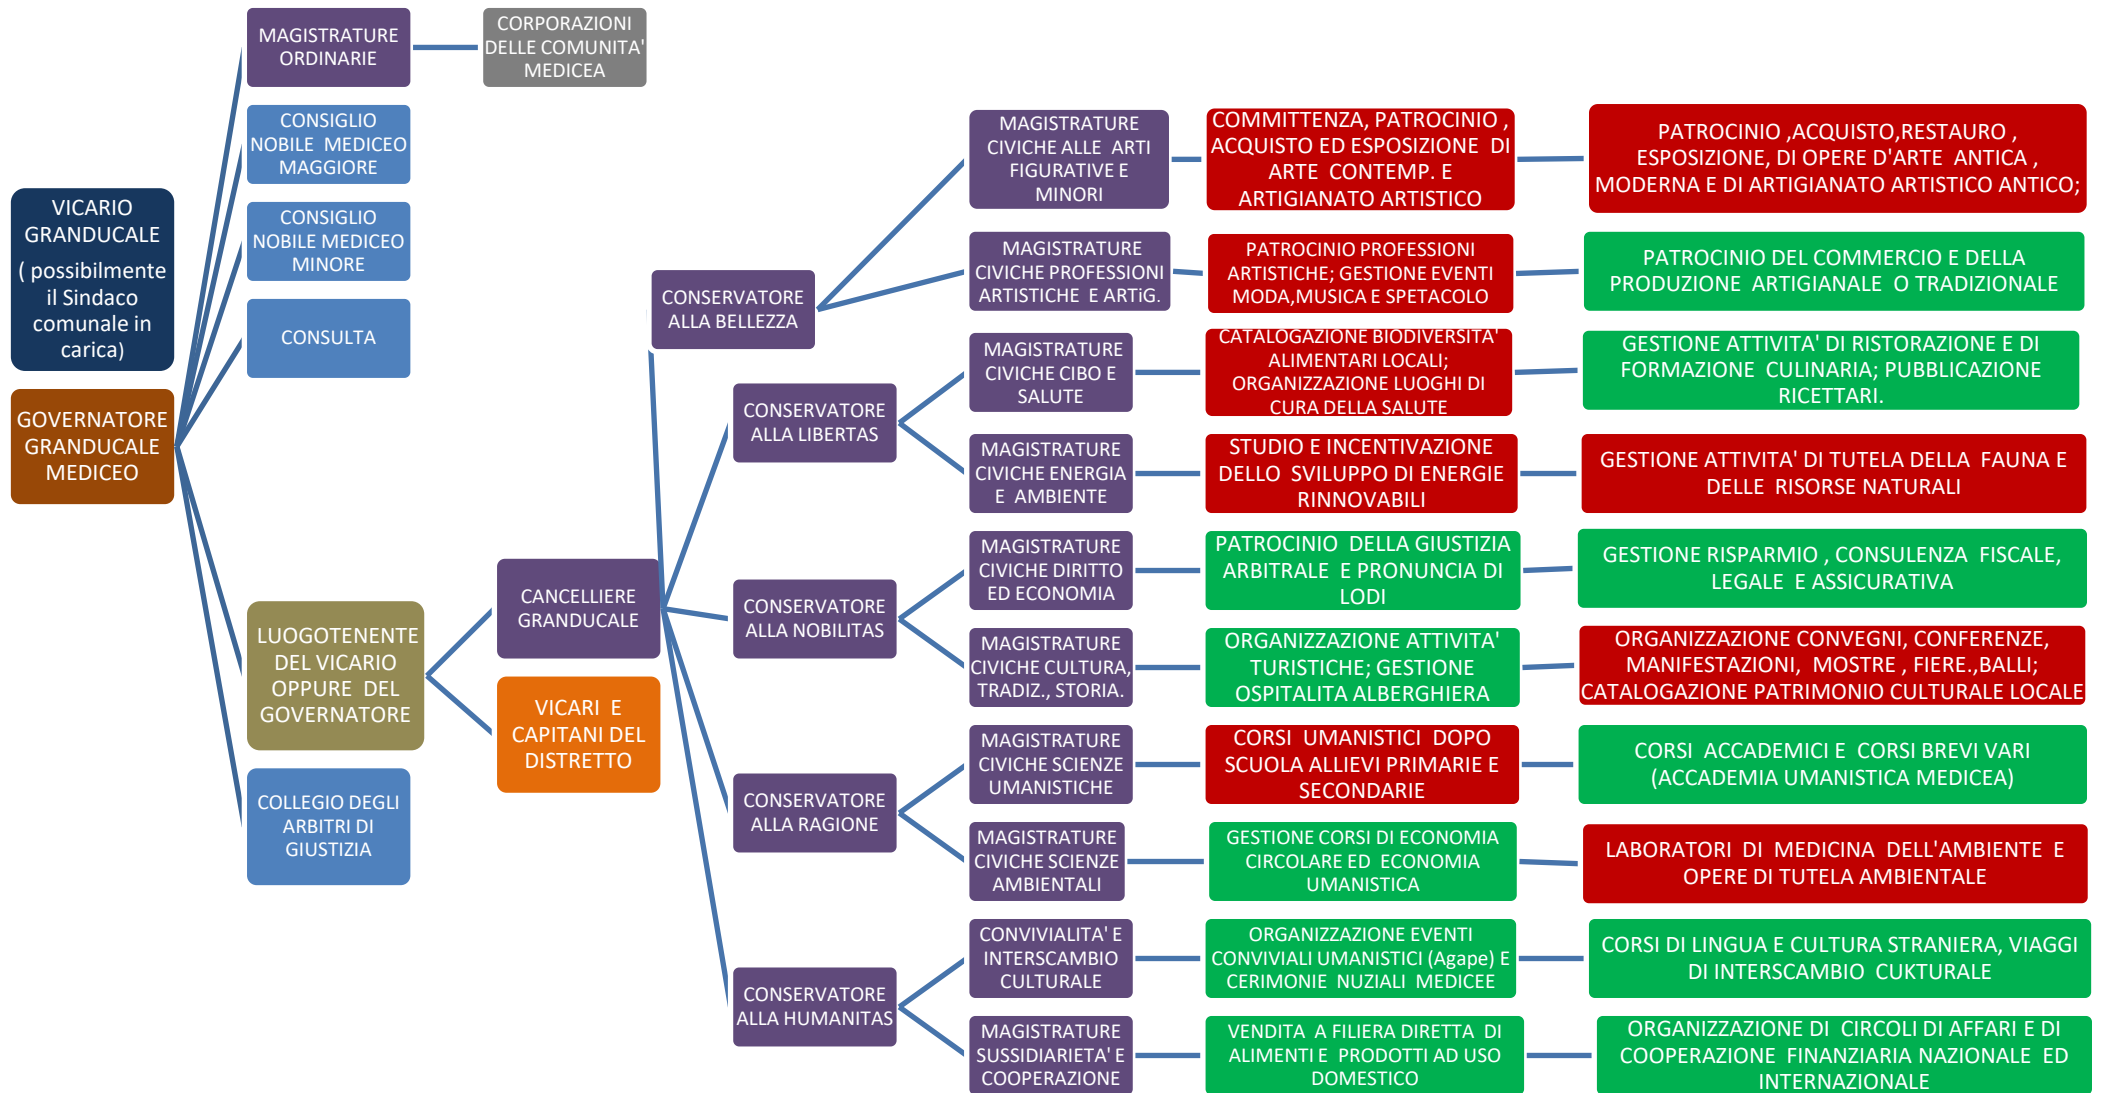 VICARIO
GRANDUCALE
( possibilmente
il Sindaco
comunale in
carica)
GOVERNATORE
GRANDUCALE
MEDICEO
MAGISTRATURE
ORDINARIE
CORPORAZIONI
DELLE COMUNITA'
MEDICEA
CONSIGLIO
NOBILE MEDICEO
MAGGIORE
CONSIGLIO
NOBILE MEDICEO
MINORE
CONSULTA
LUOGOTENENTE
DEL VICARIO
OPPURE DEL
GOVERNATORE
COLLEGIO DEGLI
ARBITRI DI
GIUSTIZIA
CANCELLIERE
GRANDUCALE
VICARI E
CAPITANI DEL
DISTRETTO
CONSERVATORE
ALLA BELLEZZA
MAGISTRATURE
CIVICHE ALLE ARTI
FIGURATIVE E
MINORI
COMMITTENZA, PATROCINIO ,
ACQUISTO ED ESPOSIZIONE DI
ARTE CONTEMP. E
ARTIGIANATO ARTISTICO
PATROCINIO ,ACQUISTO,RESTAURO ,
ESPOSIZIONE, DI OPERE D'ARTE ANTICA ,
MODERNA E DI ARTIGIANATO ARTISTICO ANTICO;
MAGISTRATURE
CIVICHE PROFESSIONI
ARTISTICHE E ARTiG.
PATROCINIO PROFESSIONI
ARTISTICHE; GESTIONE EVENTI
MODA,MUSICA E SPETACOLO
PATROCINIO DEL COMMERCIO E DELLA
PRODUZIONE ARTIGIANALE O TRADIZIONALE
CONSERVATORE
ALLA LIBERTAS
MAGISTRATURE
CIVICHE CIBO E
SALUTE
CATALOGAZIONE BIODIVERSITA'
ALIMENTARI LOCALI;
ORGANIZZAZIONE LUOGHI DI
CURA DELLA SALUTE
GESTIONE ATTIVITA' DI RISTORAZIONE E DI
FORMAZIONE CULINARIA; PUBBLICAZIONE
RICETTARI.
MAGISTRATURE
CIVICHE ENERGIA
E AMBIENTE
STUDIO E INCENTIVAZIONE
DELLO SVILUPPO DI ENERGIE
RINNOVABILI
GESTIONE ATTIVITA' DI TUTELA DELLA FAUNA E
DELLE RISORSE NATURALI
CONSERVATORE
ALLA NOBILITAS
MAGISTRATURE
CIVICHE DIRITTO
ED ECONOMIA
PATROCINIO DELLA GIUSTIZIA
ARBITRALE E PRONUNCIA DI
LODI
GESTIONE RISPARMIO , CONSULENZA FISCALE,
LEGALE E ASSICURATIVA
MAGISTRATURE
CIVICHE CULTURA,
TRADIZ., STORIA.
ORGANIZZAZIONE ATTIVITA'
TURISTICHE; GESTIONE
OSPITALITA ALBERGHIERA
ORGANIZZAZIONE CONVEGNI, CONFERENZE,
MANIFESTAZIONI, MOSTRE , FIERE.,BALLI;
CATALOGAZIONE PATRIMONIO CULTURALE LOCALE
CONSERVATORE
ALLA RAGIONE
MAGISTRATURE
CIVICHE SCIENZE
UMANISTICHE
CORSI UMANISTICI DOPO
SCUOLA ALLIEVI PRIMARIE E
SECONDARIE
CORSI ACCADEMICI E CORSI BREVI VARI
(ACCADEMIA UMANISTICA MEDICEA)
MAGISTRATURE
CIVICHE SCIENZE
AMBIENTALI
GESTIONE CORSI DI ECONOMIA
CIRCOLARE ED ECONOMIA
UMANISTICA
LABORATORI DI MEDICINA DELL'AMBIENTE E
OPERE DI TUTELA AMBIENTALE
CONSERVATORE
ALLA HUMANITAS
CONVIVIALITA' E
INTERSCAMBIO
CULTURALE
ORGANIZZAZIONE EVENTI
CONVIVIALI UMANISTICI (Agape) E
CERIMONIE NUZIALI MEDICEE
CORSI DI LINGUA E CULTURA STRANIERA, VIAGGI
DI INTERSCAMBIO CUKTURALE
MAGISTRATURE
SUSSIDIARIETA' E
COOPERAZIONE
VENDITA A FILIERA DIRETTA DI
ALIMENTI E PRODOTTI AD USO
DOMESTICO
ORGANIZZAZIONE DI CIRCOLI DI AFFARI E DI
COOPERAZIONE FINANZIARIA NAZIONALE ED
INTERNAZIONALE